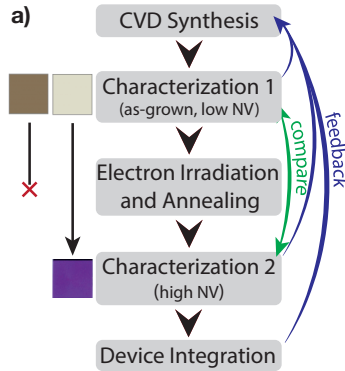 a)
CVD Synthesis
Characterization 1
(as-grown, low NV)
Electron Irradiation
and Annealing
Characterization 2
(high NV)
Device Integration
compare
feedback